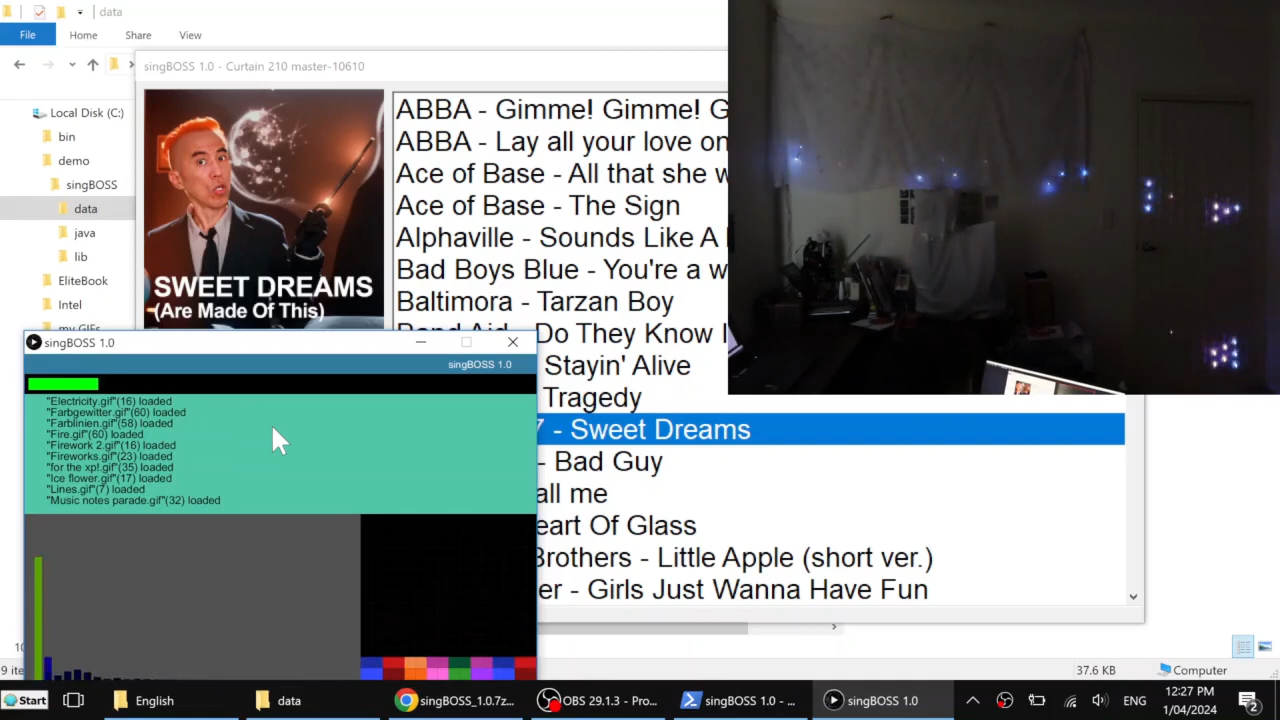 data
File
Home
Share
View
Local Disk (C:)
bin
demo
singBOSS
data
java
lib
EliteBook
Intel
my GIFs
singBOSS 1.0 - Curtain 210 master-10610
SWEET DREAMS
(Are Made Of This)
ABBA - Gimme! Gimme! G
ABBA - Lay all your love on
Ace of Base - All that she w
Ace of Base - The Sign
Alphaville - Sounds Like A
Bad Boys Blue - You're a w
Baltimora - Tarzan Boy
Band Aid - Do They Know
Stayin' Alive
Tragedy
7 - Sweet Dreams
- Bad Guy
all me
eart Of Glass
Brothers - Little Apple (short ver.)
er - Girls Just Wanna Have Fun
singBOSS 1.0
singBOSS 1.0
"Electricity.gif"(16) loaded
"Farbgewitter.gif"(60) loaded
"Farblinien.gif"(58) loaded
"Fire.gif"(60) loaded
"Firework 2.gif"(16) loaded
"Fireworks.gif"(23) loaded
"for the xp!.gif"(35) loaded
"Ice flower.gif"(17) loaded
"Lines.gif"(7) loaded
"Music notes parade.gif"(32) loaded
9 ite
37.6 KB
Computer
Start
English
data
singBOSS_1.0.7z...
OBS 29.1.3 - Pro...
singBOSS 1.0 - ...
singBOSS 1.0
ENG
12:27 PM
1/04/2024
2